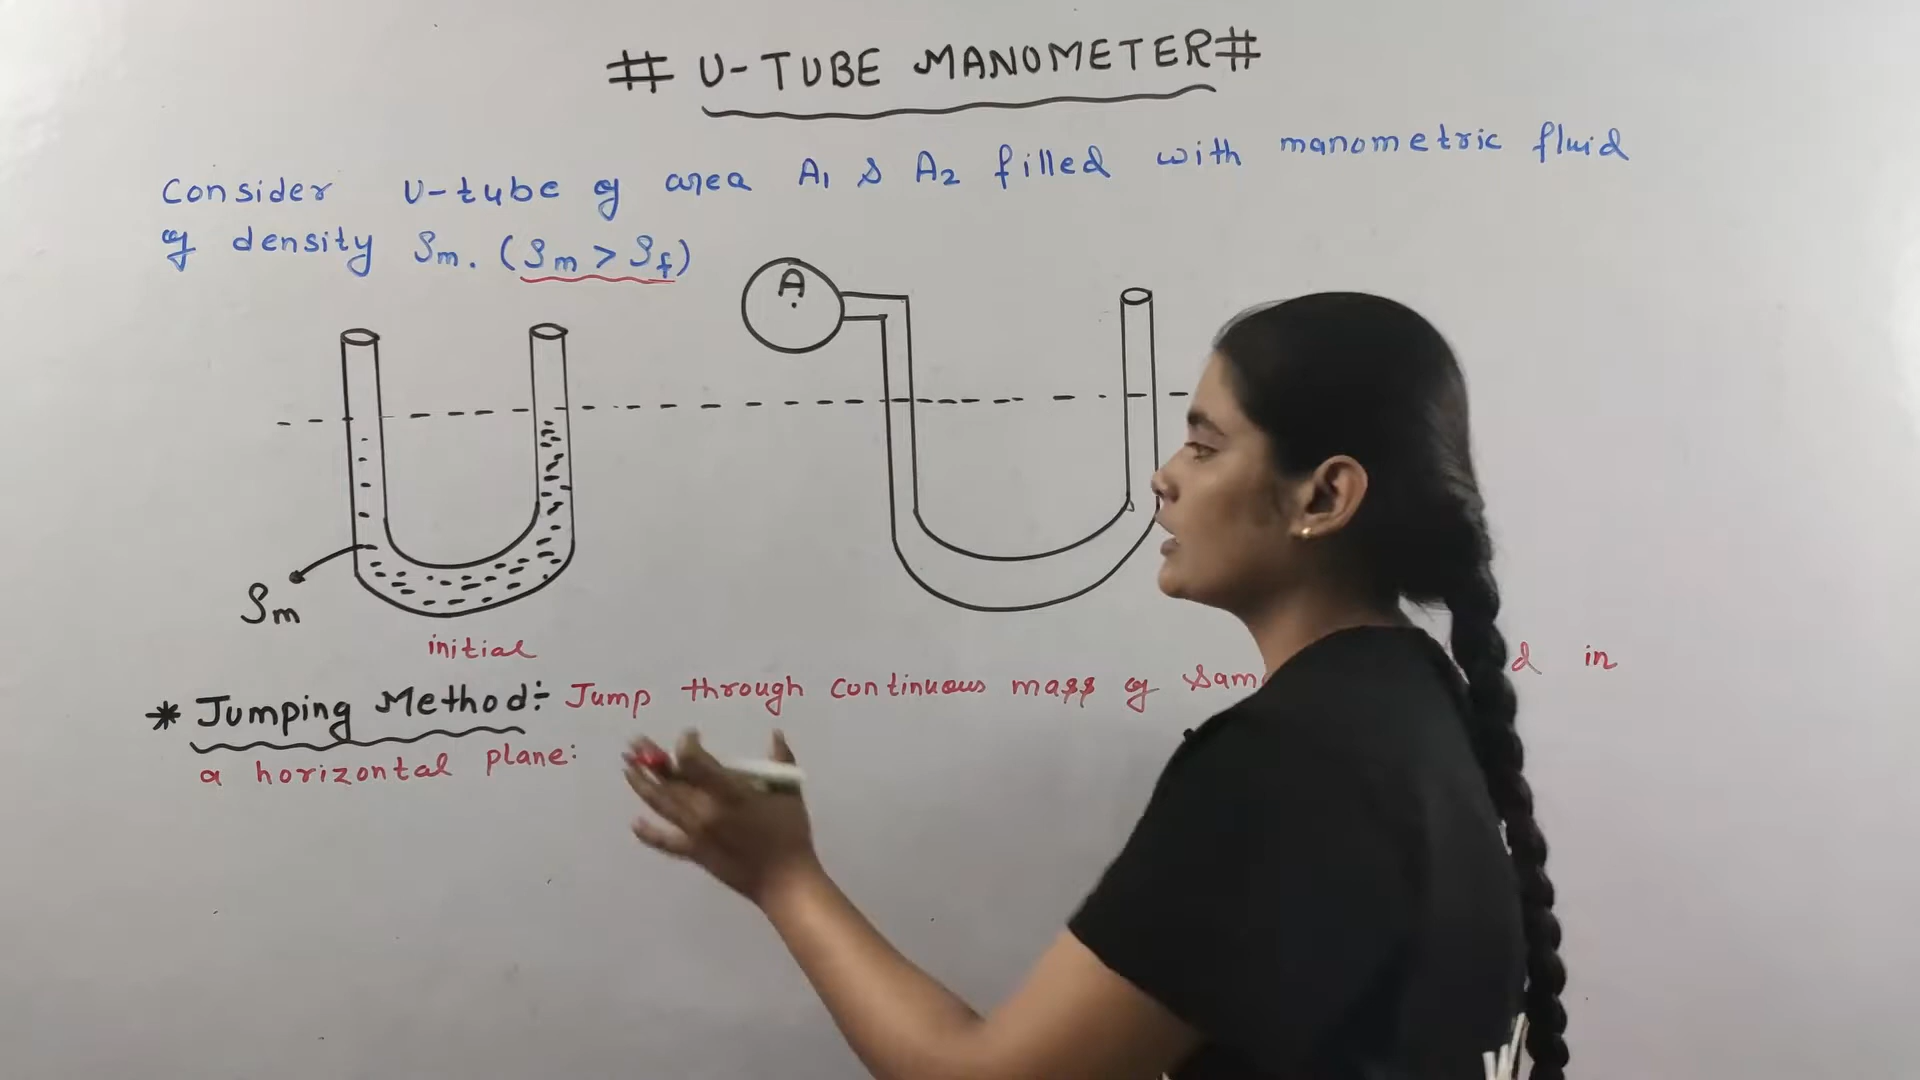 # U-TUBE MANOMETER #
Consider U-tube of area A1 & A2 filled with manometric fluid
of density ρm. (ρm > ρf)
A
ρm
initial
* Jumping Method ÷ Jump through continuous mass of in
a horizontal plane: